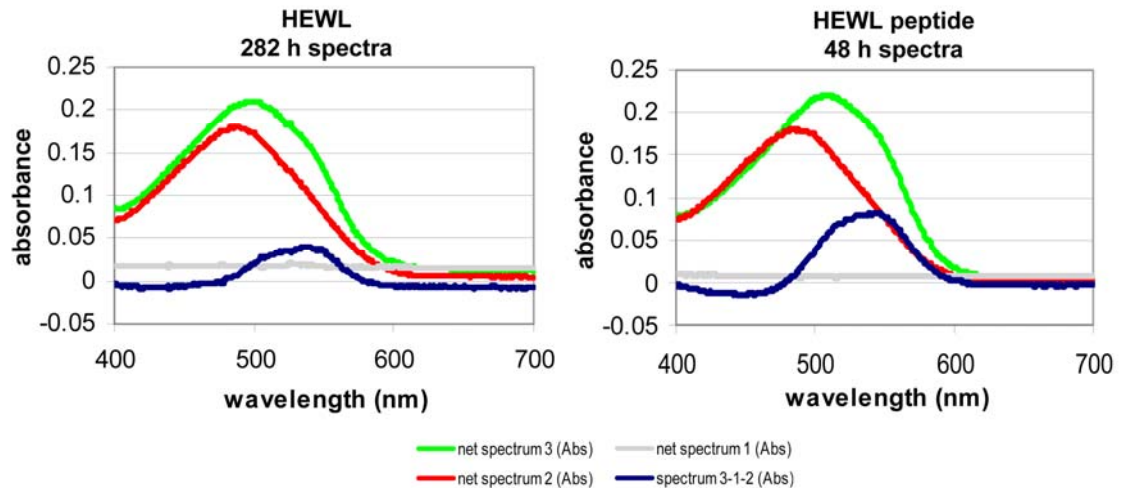 HEWL
282 h spectra
0.25
0.2
0.15
0.1
0.05
0
-0.05
absorbance
400
500
600
700
wavelength (nm)
HEWL peptide
48 h spectra
0.25
0.2
0.15
0.1
0.05
0
-0.05
absorbance
400
500
600
700
wavelength (nm)
net spectrum 3 (Abs)
net spectrum 1 (Abs)
net spectrum 2 (Abs)
spectrum 3-1-2 (Abs)